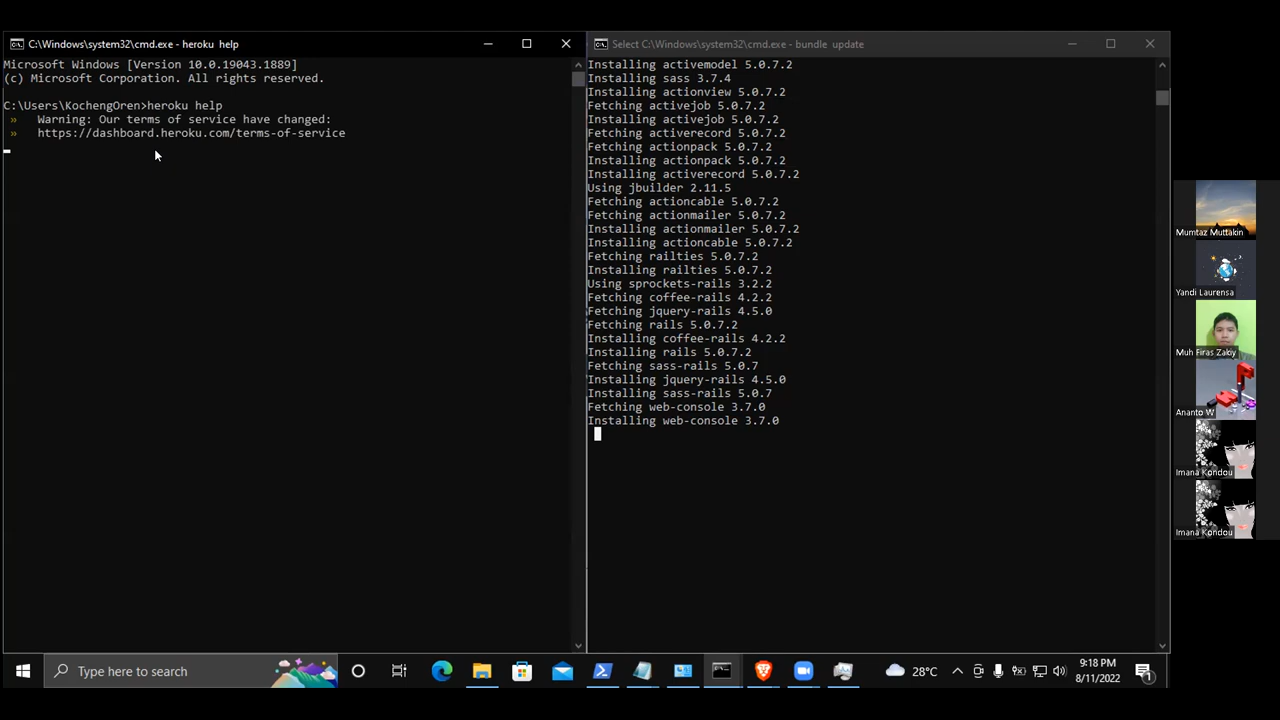 C:\Windows\system32\cmd.exe - heroku help
Microsoft Windows [Version 10.0.19043.1889]
(c) Microsoft Corporation. All rights reserved.
C:\Users\KochengOren>heroku help
» Warning: Our terms of service have changed:
» https://dashboard.heroku.com/terms-of-service
Select C:\Windows\system32\cmd.exe - bundle update
Installing activemodel 5.0.7.2
Installing sass 3.7.4
Installing actionview 5.0.7.2
Fetching activejob 5.0.7.2
Installing activejob 5.0.7.2
Fetching activerecord 5.0.7.2
Fetching actionpack 5.0.7.2
Installing actionpack 5.0.7.2
Installing activerecord 5.0.7.2
Using jbuilder 2.11.5
Fetching actioncable 5.0.7.2
Fetching actionmailer 5.0.7.2
Installing actionmailer 5.0.7.2
Installing actioncable 5.0.7.2
Fetching railties 5.0.7.2
Installing railties 5.0.7.2
Using sprockets-rails 3.2.2
Fetching coffee-rails 4.2.2
Fetching jquery-rails 4.5.0
Fetching rails 5.0.7.2
Installing coffee-rails 4.2.2
Installing rails 5.0.7.2
Fetching sass-rails 5.0.7
Installing jquery-rails 4.5.0
Installing sass-rails 5.0.7
Fetching web-console 3.7.0
Installing web-console 3.7.0
Mumtaz Muttakin
Yandi Laurensa
Muh Firas Zakiy
Ananto W
Imana Kondou
Imana Kondou
Type here to search
28°C
9:18 PM
8/11/2022
1